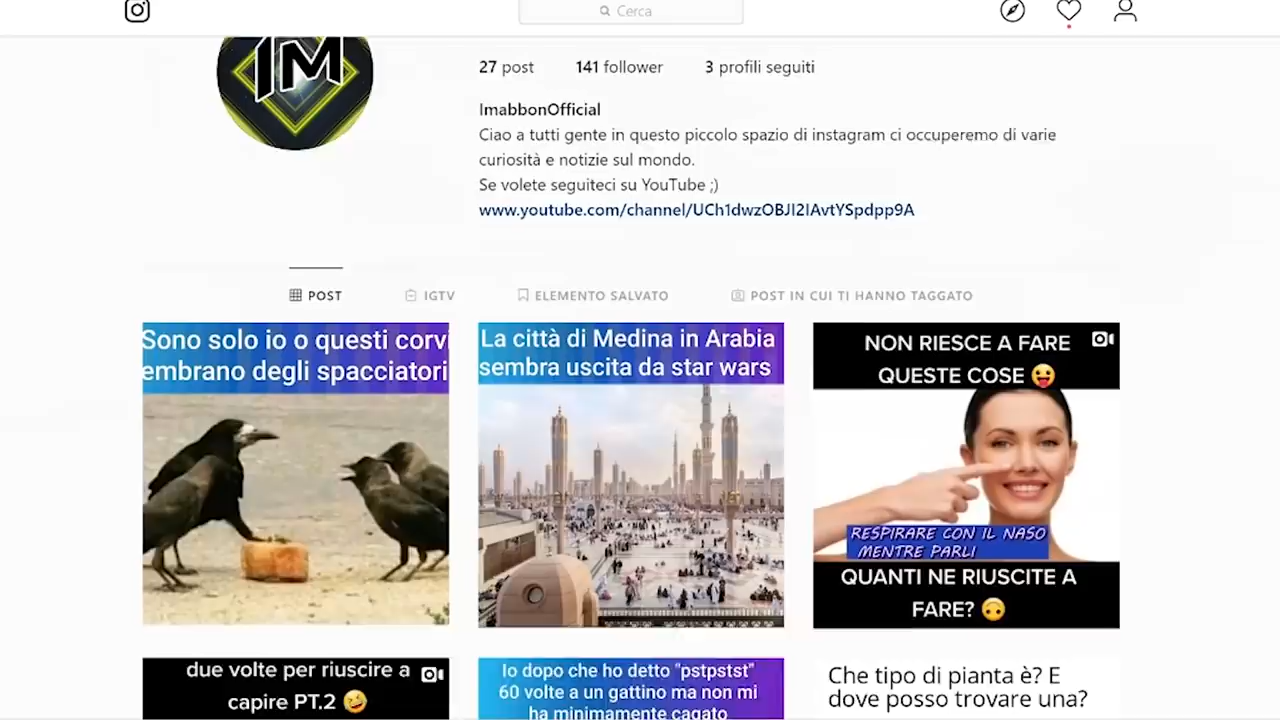 Cerca
IM
27 post 141 follower 3 profili seguiti
ImabbonOfficial
Ciao a tutti gente in questo piccolo spazio di instagram ci occuperemo di varie
curiosità e notizie sul mondo.
Se volete seguiteci su YouTube ;)
www.youtube.com/channel/UCh1dwzOBJI2IAvtYSpdpp9A
POST IGTV ELEMENTO SALVATO POST IN CUI TI HANNO TAGGATO
Sono solo io o questi corvi
embrano degli spacciatori
La città di Medina in Arabia
sembra uscita da star wars
NON RIESCE A FARE
QUESTE COSE 😝
RESPIRARE CON IL NASO
MENTRE PARLI
QUANTI NE RIUSCITE A
FARE? 🙃
due volte per riuscire a
capire PT.2 🤣
Io dopo che ho detto "pstpstst"
60 volte a un gattino ma non mi
ha minimamente cagato
Che tipo di pianta è? E
dove posso trovare una?